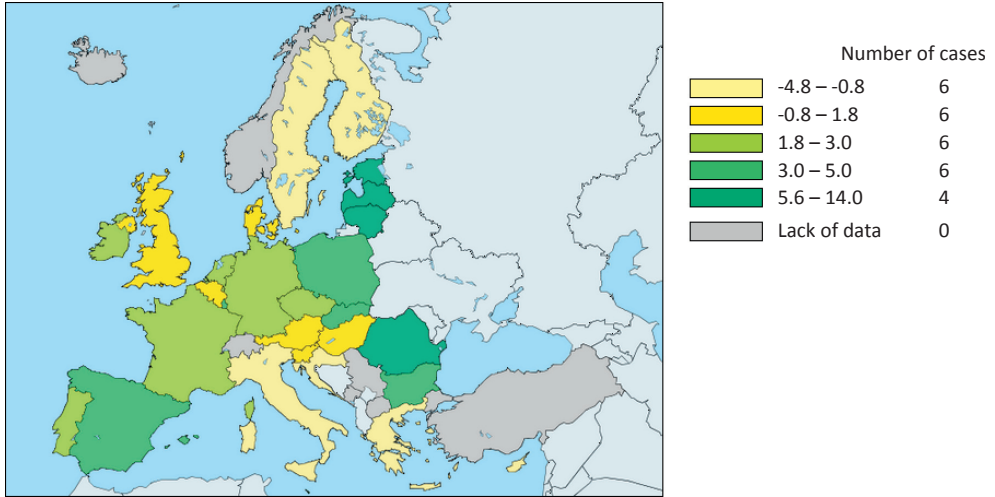 Number of cases
-4.8 – -0.8 6
-0.8 – 1.8 6
1.8 – 3.0 6
3.0 – 5.0 6
5.6 – 14.0 4
Lack of data 0